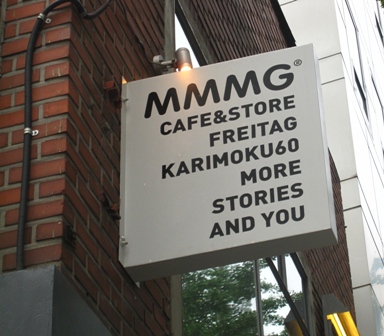 MMMG®
CAFE&STORE
FREITAG
KARIMOKU60
MORE
STORIES
AND YOU